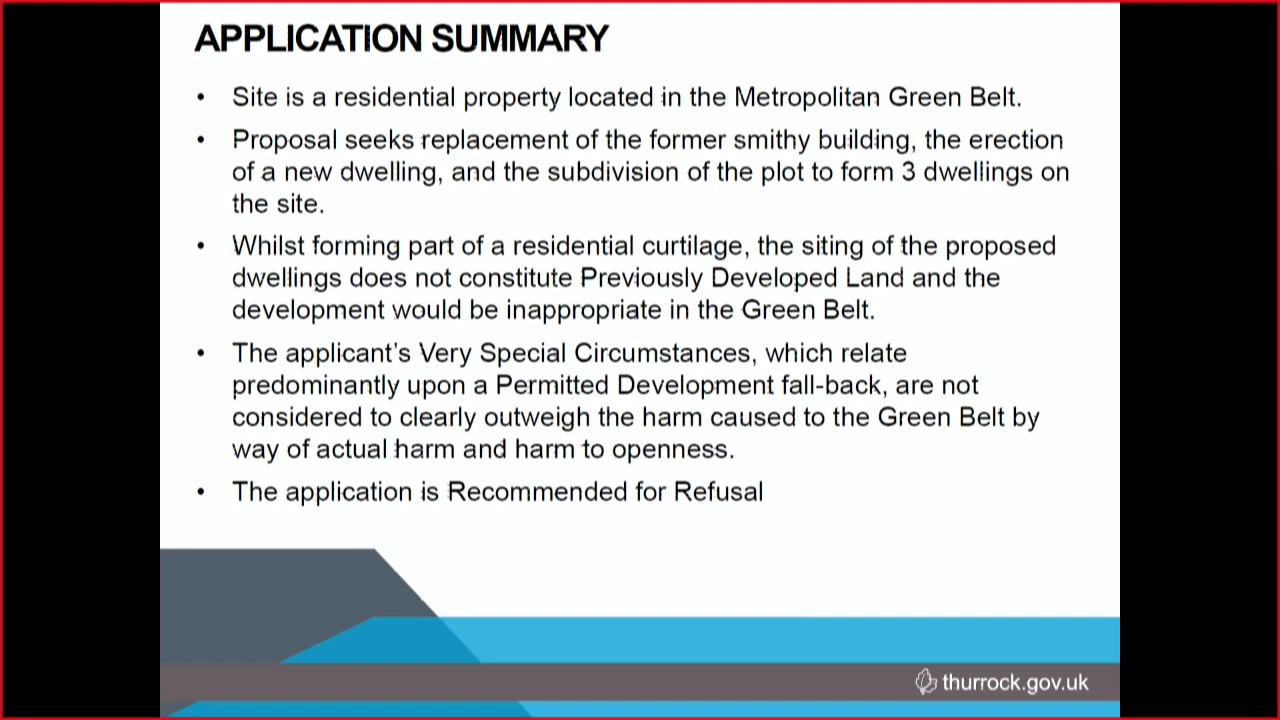 APPLICATION SUMMARY
• Site is a residential property located in the Metropolitan Green Belt.
• Proposal seeks replacement of the former smithy building, the erection
of a new dwelling, and the subdivision of the plot to form 3 dwellings on
the site.
• Whilst forming part of a residential curtilage, the siting of the proposed
dwellings does not constitute Previously Developed Land and the
development would be inappropriate in the Green Belt.
• The applicant's Very Special Circumstances, which relate
predominantly upon a Permitted Development fall-back, are not
considered to clearly outweigh the harm caused to the Green Belt by
way of actual harm and harm to openness.
• The application is Recommended for Refusal
thurrock.gov.uk